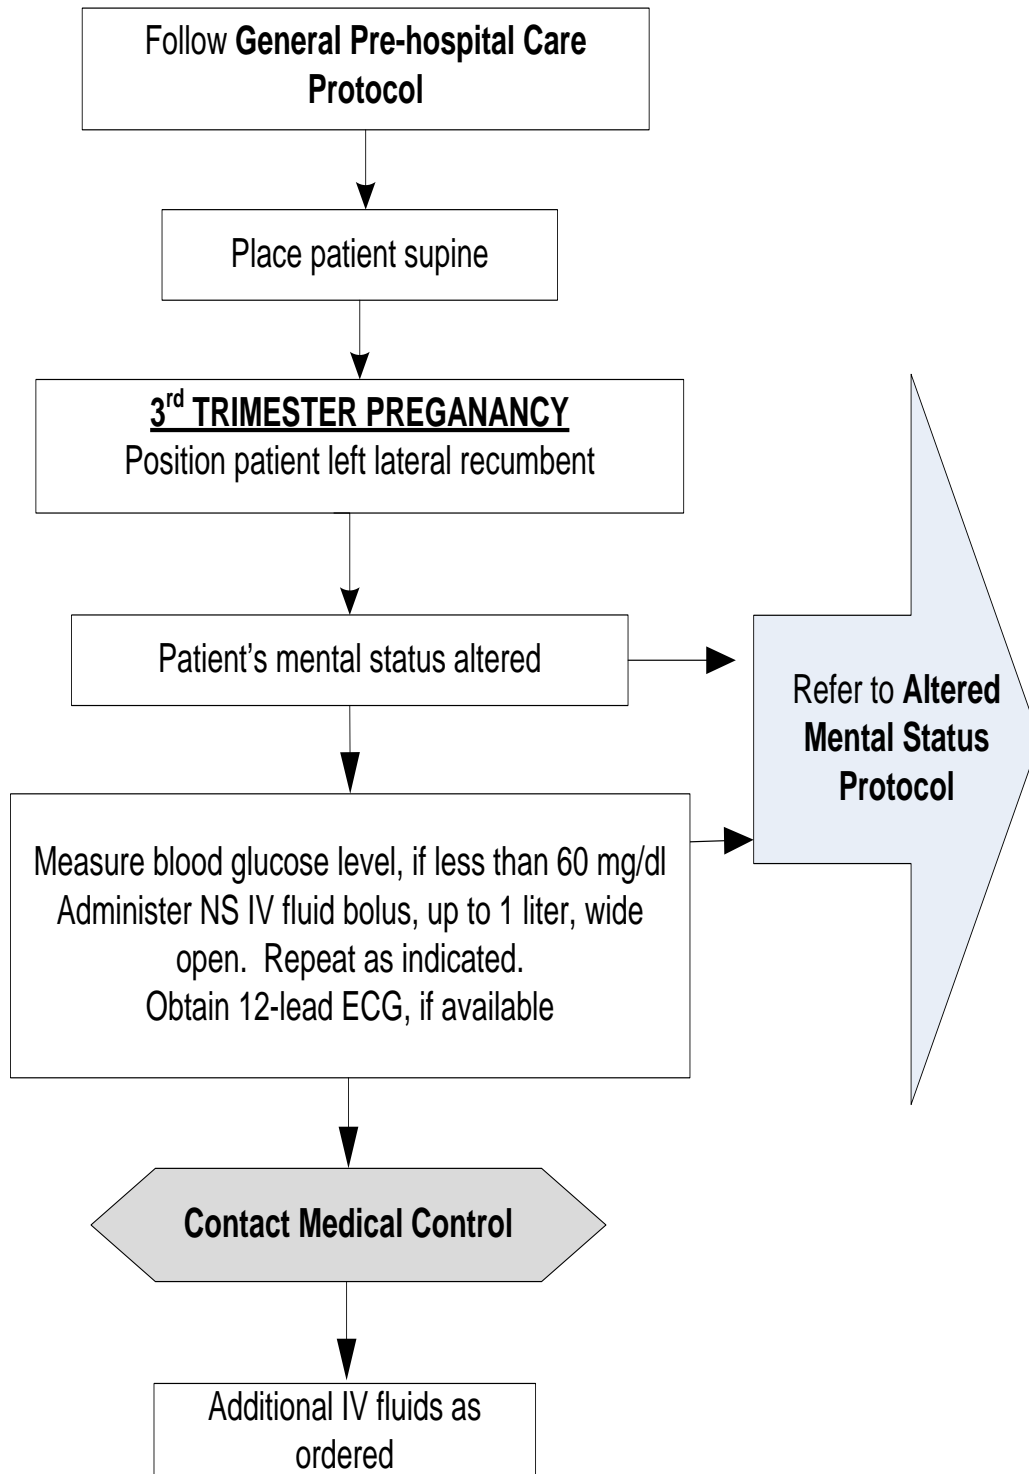 Follow General Pre-hospital Care
Protocol
Place patient supine
3rd TRIMESTER PREGANANCY
Position patient left lateral recumbent
Patient’s mental status altered
Refer to Altered
Mental Status
Protocol
Measure blood glucose level, if less than 60 mg/dl
Administer NS IV fluid bolus, up to 1 liter, wide
open.  Repeat as indicated.
Obtain 12-lead ECG, if available
Contact Medical Control
Additional IV fluids as
ordered